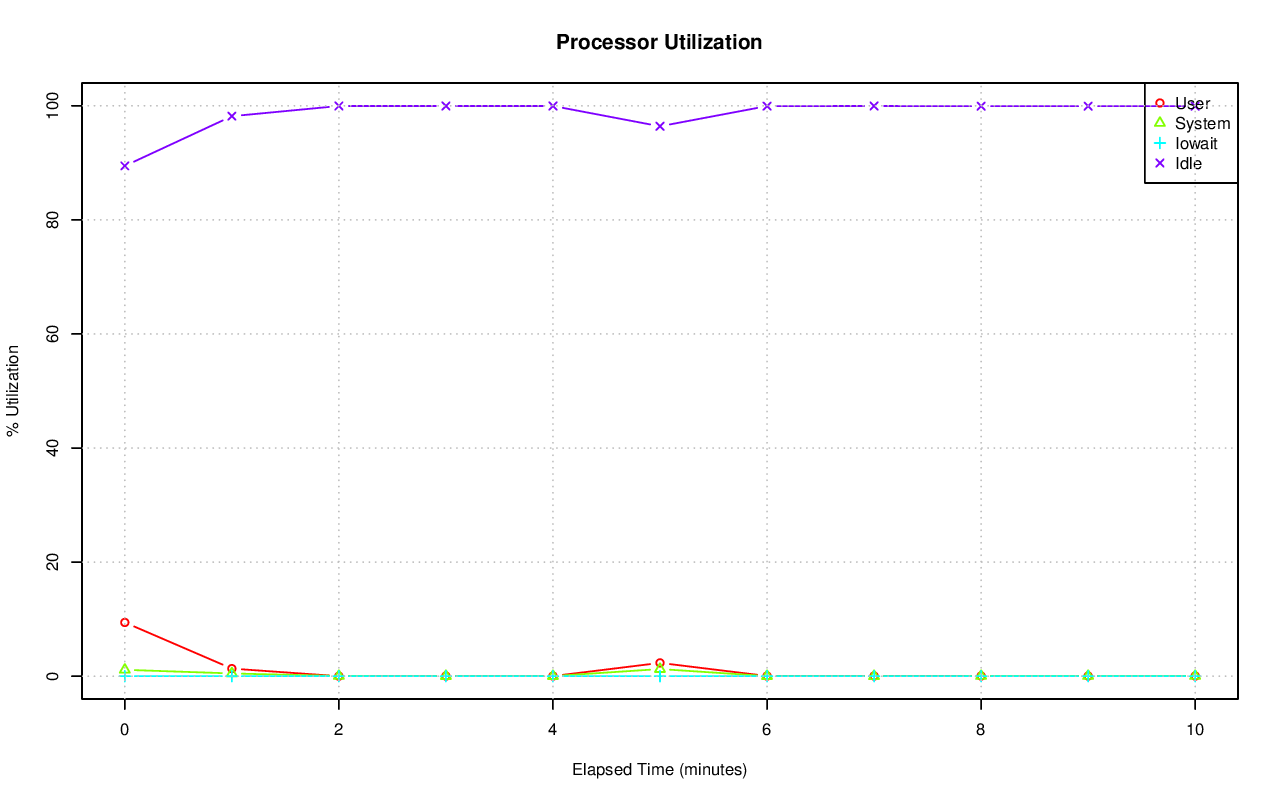 Processor Utilization
100
80
60
40
20
0
% Utilization
User
System
Iowait
Idle
0 2 4 6 8 10
Elapsed Time (minutes)